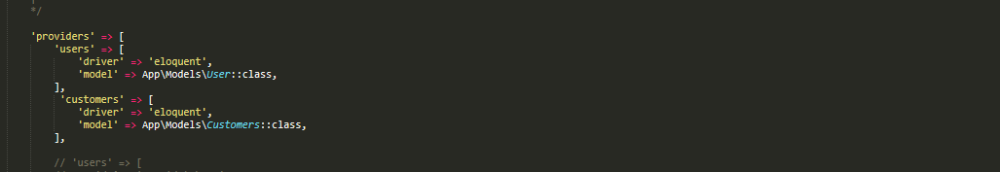 */
'providers' => [
'users' => [
'driver' => 'eloquent',
'model' => App\Models\User::class,
],
'customers' => [
'driver' => 'eloquent',
'model' => App\Models\Customers::class,
],
// 'users' => [